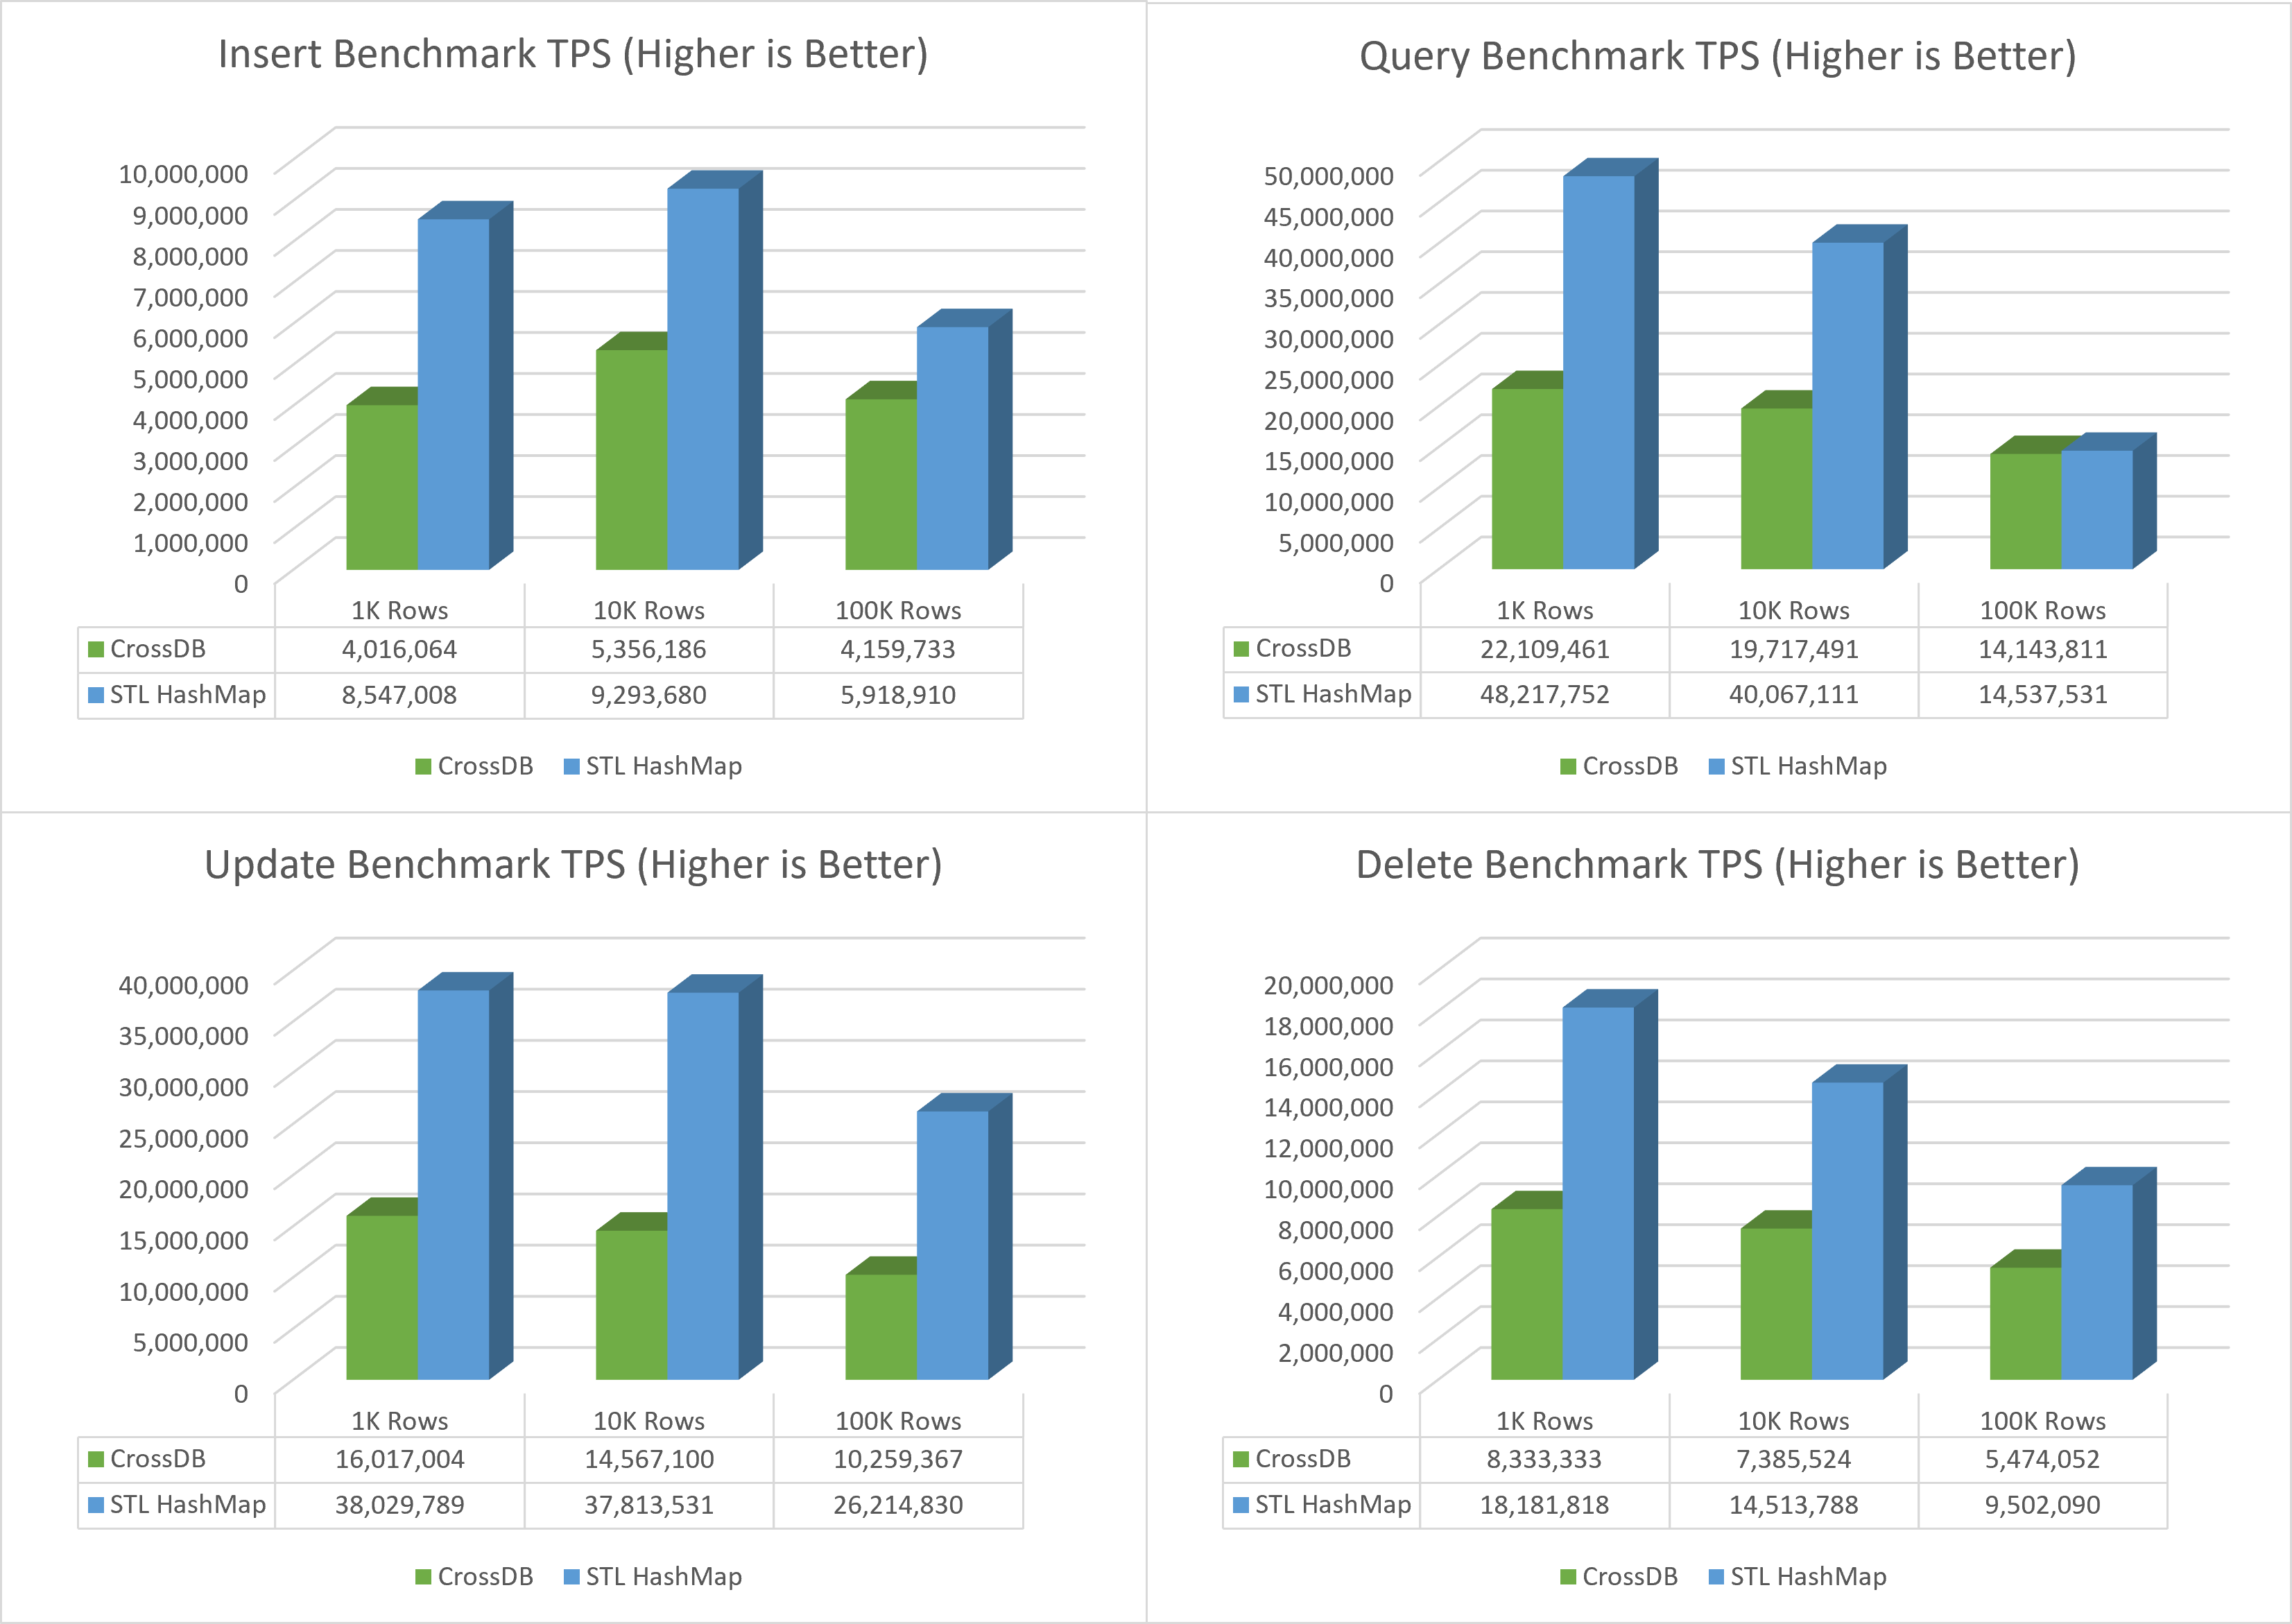 Insert Benchmark TPS (Higher is Better)
10,000,000
9,000,000
8,000,000
7,000,000
6,000,000
5,000,000
4,000,000
3,000,000
2,000,000
1,000,000
0
1K Rows 10K Rows 100K Rows
CrossDB 4,016,064 5,356,186 4,159,733
STL HashMap 8,547,008 9,293,680 5,918,910
CrossDB STL HashMap
Query Benchmark TPS (Higher is Better)
50,000,000
45,000,000
40,000,000
35,000,000
30,000,000
25,000,000
20,000,000
15,000,000
10,000,000
5,000,000
0
1K Rows 10K Rows 100K Rows
CrossDB 22,109,461 19,717,491 14,143,811
STL HashMap 48,217,752 40,067,111 14,537,531
CrossDB STL HashMap
Update Benchmark TPS (Higher is Better)
40,000,000
35,000,000
30,000,000
25,000,000
20,000,000
15,000,000
10,000,000
5,000,000
0
1K Rows 10K Rows 100K Rows
CrossDB 16,017,004 14,567,100 10,259,367
STL HashMap 38,029,789 37,813,531 26,214,830
CrossDB STL HashMap
Delete Benchmark TPS (Higher is Better)
20,000,000
18,000,000
16,000,000
14,000,000
12,000,000
10,000,000
8,000,000
6,000,000
4,000,000
2,000,000
0
1K Rows 10K Rows 100K Rows
CrossDB 8,333,333 7,385,524 5,474,052
STL HashMap 18,181,818 14,513,788 9,502,090
CrossDB STL HashMap